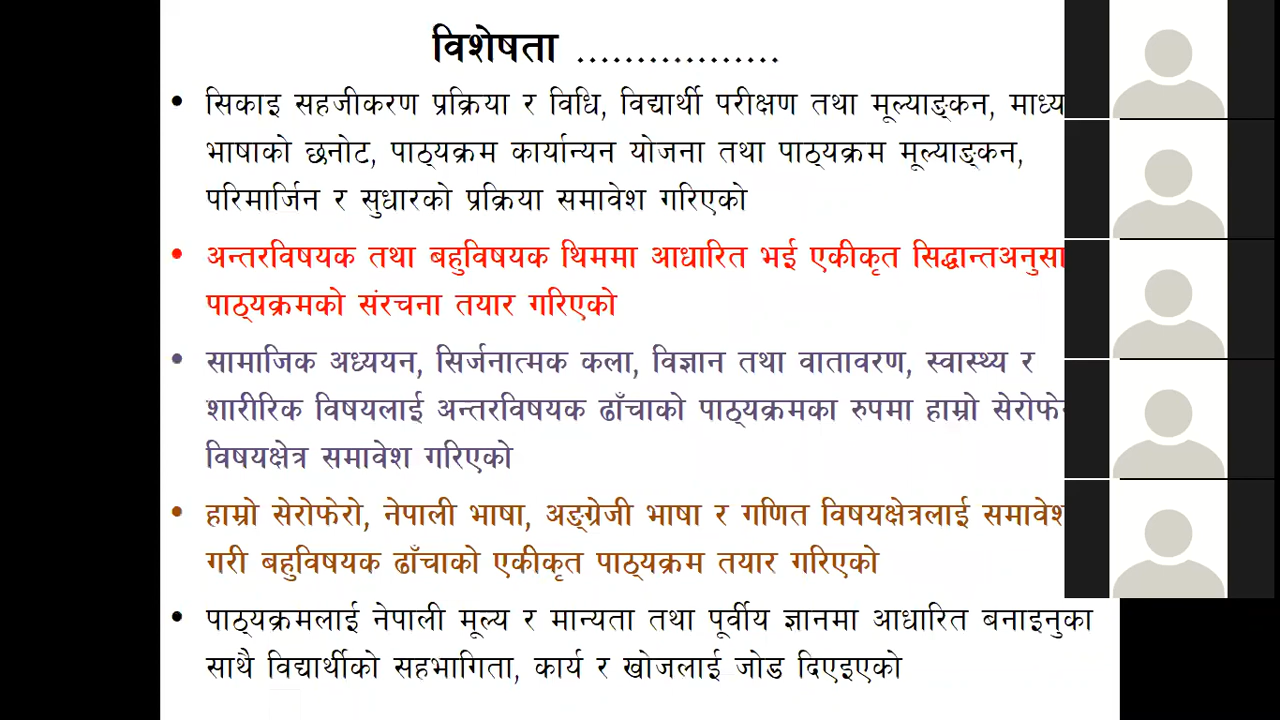 विशेषता .................
• सिकाइ सहजीकरण प्रक्रिया र विधि, विद्यार्थी परीक्षण तथा मूल्याङ्कन,
भाषाको छनोट, पाठ्यक्रम कार्यान्यन योजना तथा पाठ्यक्रम मूल्याङ्कन,
परिमार्जिन र सुधारको प्रक्रिया समावेश गरिएको
• अन्तरविषयक तथा बहुविषयक थिममा आधारित भई एकीकृत
पाठ्यक्रमको संरचना तयार गरिएको
• सामाजिक अध्ययन, सिर्जनात्मक कला, विज्ञान तथा वातावरण, स्वास्थ्य र
शारीरिक विषयलाई अन्तरविषयक ढाँचाको पाठ्यक्रमका रुपमा हाम्रो
विषयक्षेत्र समावेश गरिएको
• हाम्रो सेरोफेरो, नेपाली भाषा, अङ्ग्रेजी भाषा र गणित विषयक्षेत्रलाई समावेश
गरी बहुविषयक ढाँचाको एकीकृत पाठ्यक्रम तयार गरिएको
• पाठ्यक्रमलाई नेपाली मूल्य र मान्यता तथा पूर्वीय ज्ञानमा आधारित बनाइनुका
साथै विद्यार्थीको सहभागिता, कार्य र खोजलाई जोड दिएइएको